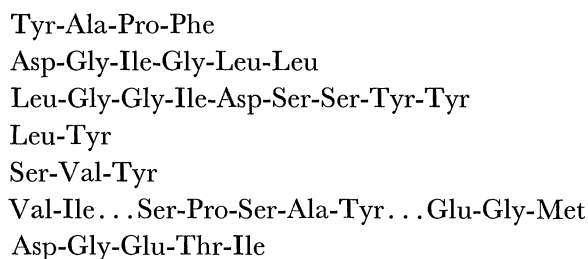 Tyr-Ala-Pro-Phe
Asp-Gly-Ile-Gly-Leu-Leu
Leu-Gly-Gly-Ile-Asp-Ser-Ser-Tyr-Tyr
Leu-Tyr
Ser-Val-Tyr
Val-Ile...Ser-Pro-Ser-Ala-Tyr...Glu-Gly-Met
Asp-Gly-Glu-Thr-Ile